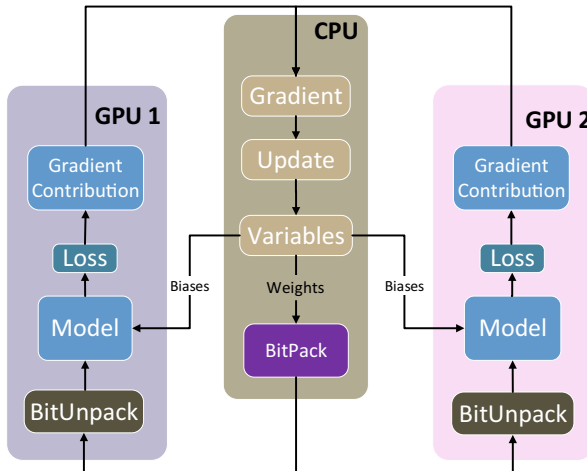 CPU
GPU 1
GPU 2
Gradient
Update
Gradient
Contribution
Gradient
Contribution
Variables
Loss
Loss
Biases
Weights
Biases
Model
BitPack
Model
BitUnpack
BitUnpack